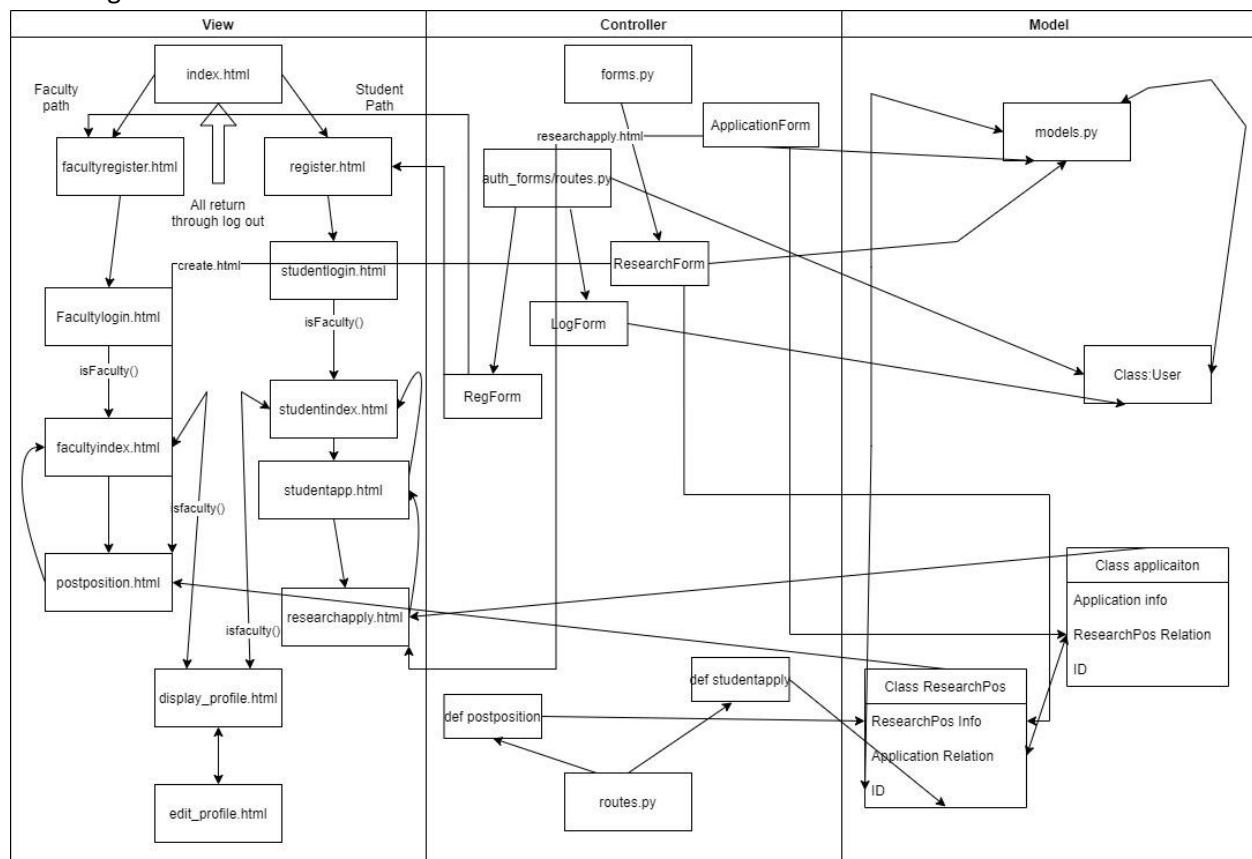 View
Controller
Model
index.html
Faculty
path
Student
Path
facultyregister.html
register.html
All return
through log out
studentlogin.html
create.html
Facultylogin.html
isFaculty()
isFaculty()
studentindex.html
facultyindex.html
studentapp.html
isfaculty()
postposition.html
researchapply.html
isfaculty()
display_profile.html
edit_profile.html
forms.py
ApplicationForm
researchapply.html
auth_forms/routes.py
ResearchForm
LogForm
RegForm
def studentapply
def postposition
routes.py
models.py
Class:User
Class applicaiton
Application info
ResearchPos Relation
ID
Class ResearchPos
ResearchPos Info
Application Relation
ID